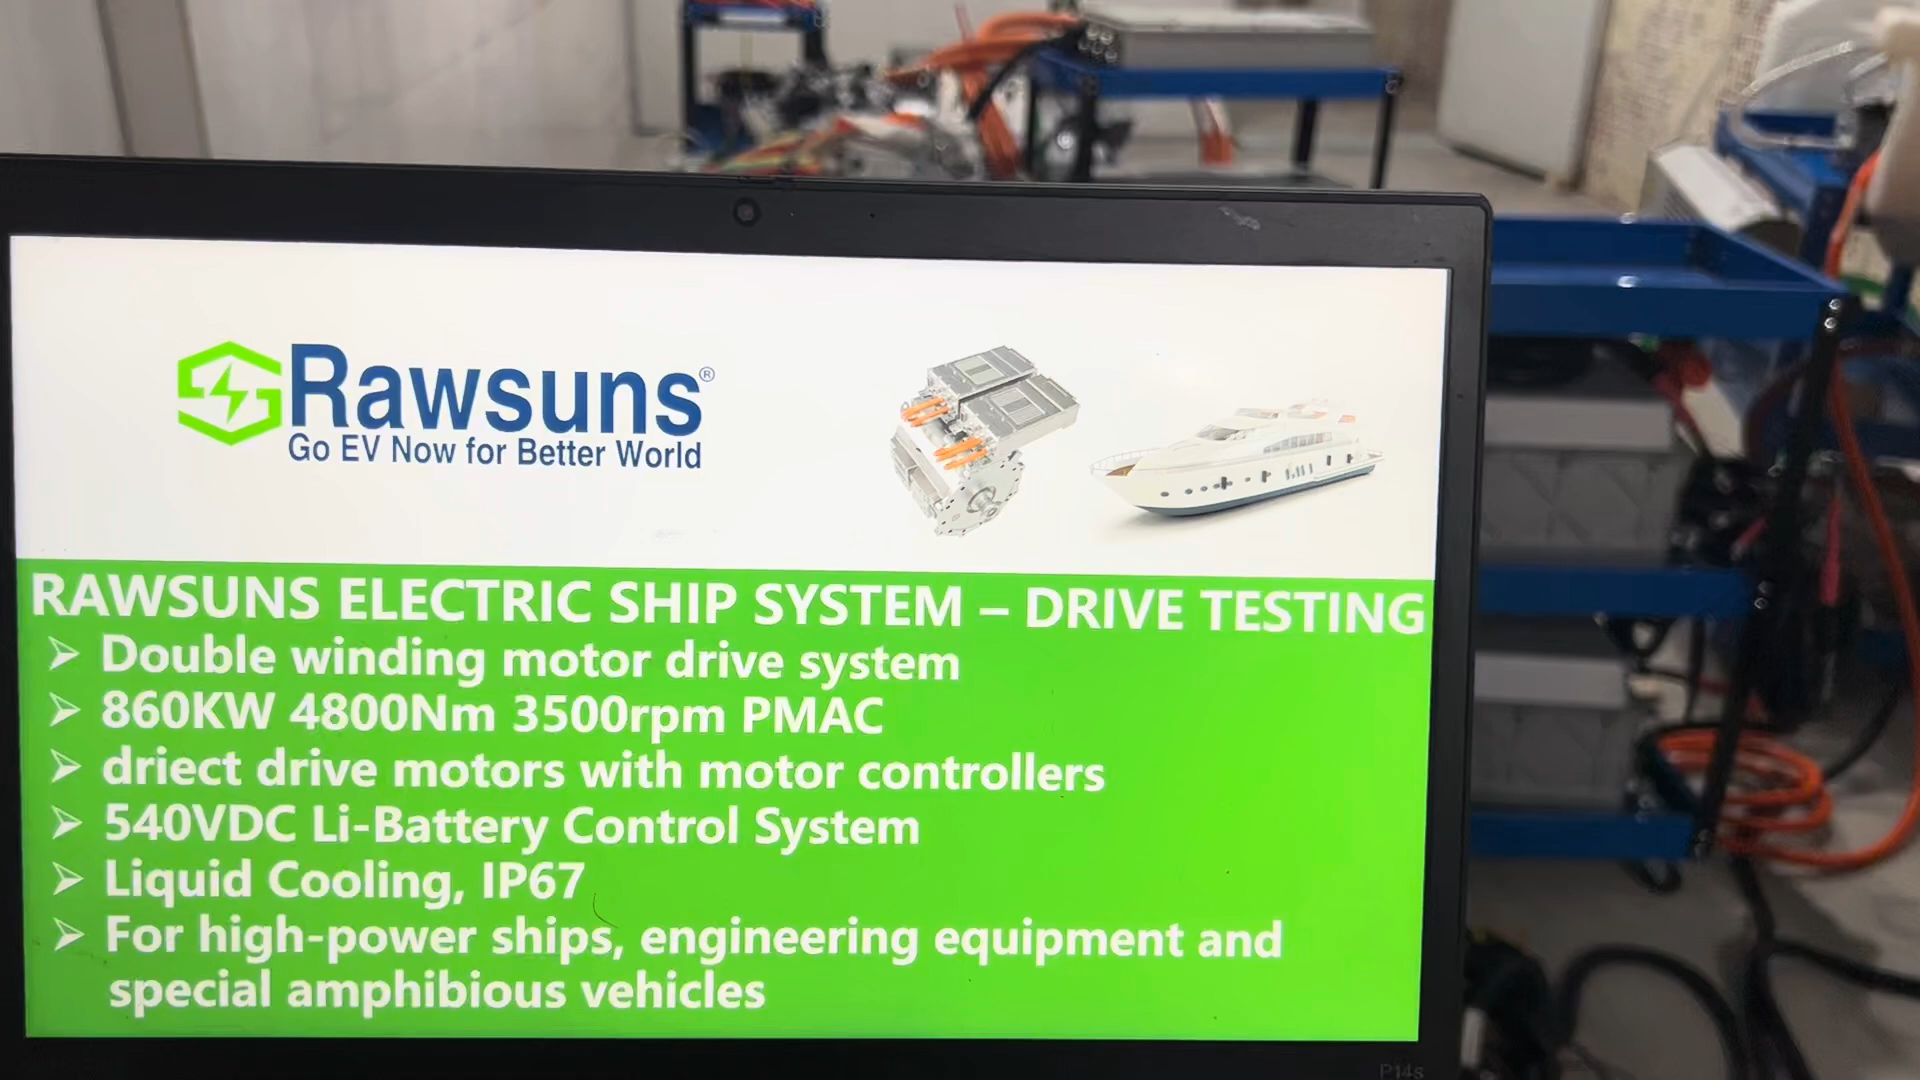 Rawsuns®
Go EV Now for Better World
RAWSUNS ELECTRIC SHIP SYSTEM – DRIVE TESTING
➢ Double winding motor drive system
➢ 860KW 4800Nm 3500rpm PMAC
➢ driect drive motors with motor controllers
➢ 540VDC Li-Battery Control System
➢ Liquid Cooling, IP67
➢ For high-power ships, engineering equipment and
special amphibious vehicles
P14s